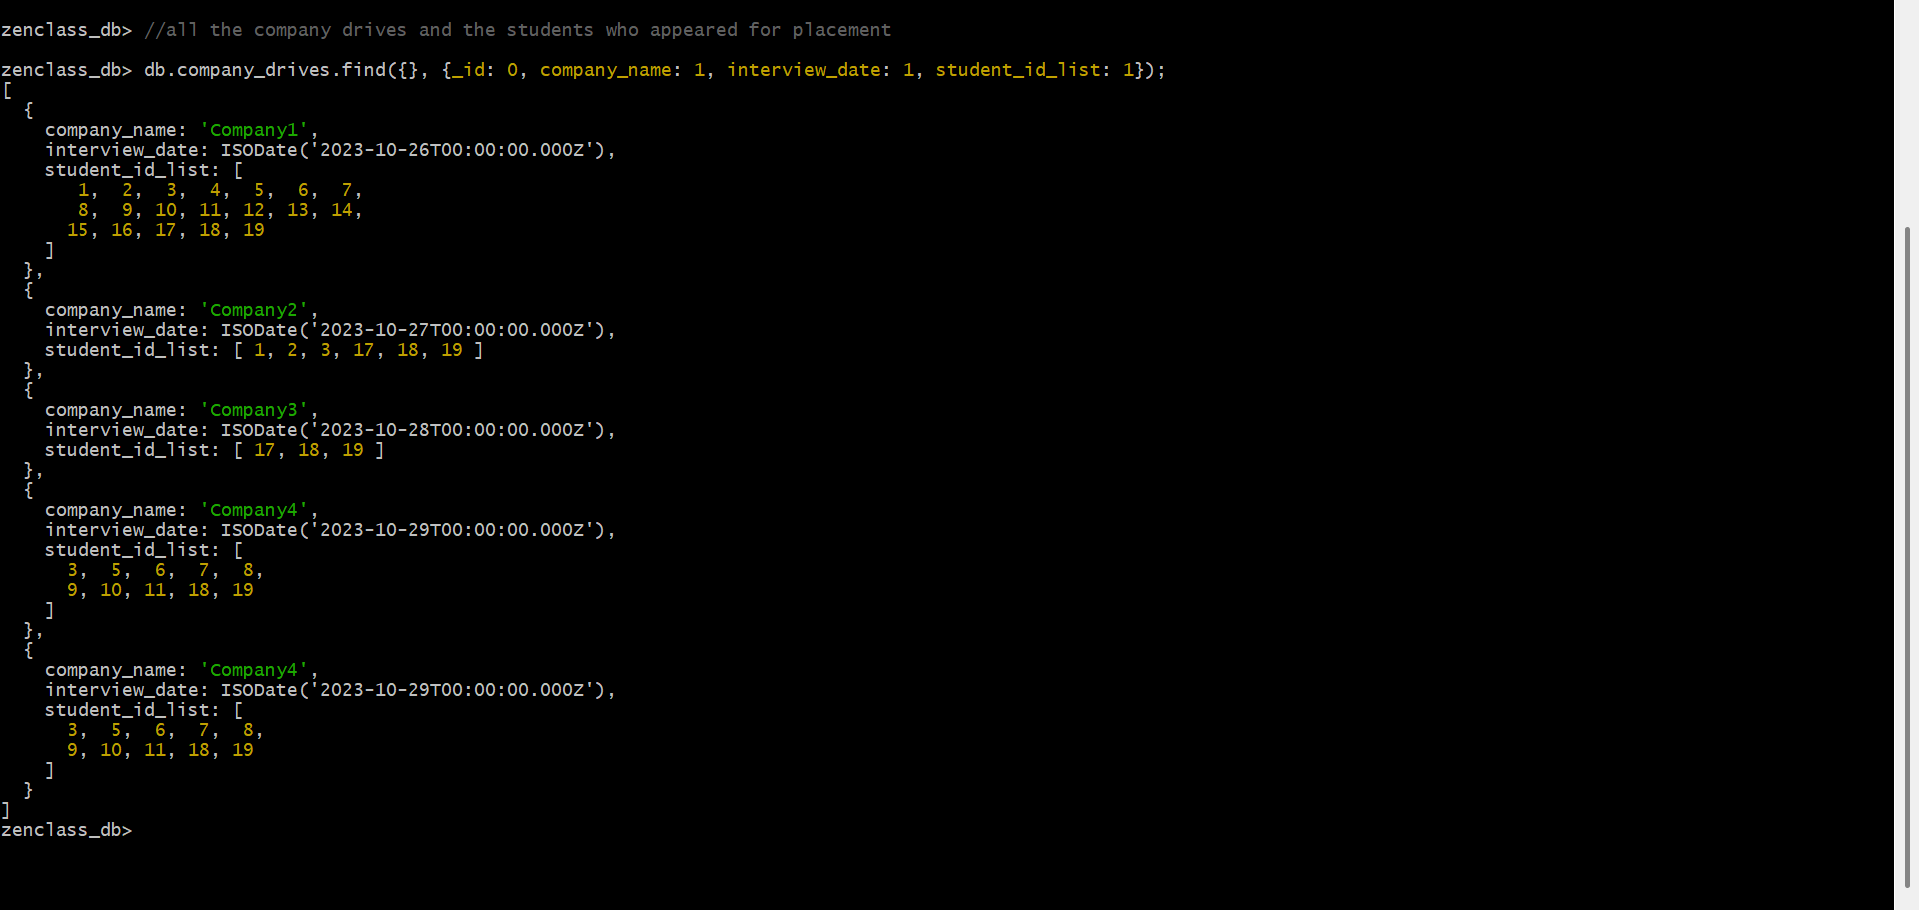 zenclass_db> //all the company drives and the students who appeared for placement
zenclass_db> db.company_drives.find({}, {_id: 0, company_name: 1, interview_date: 1, student_id_list: 1});
[
  {
    company_name: 'Company1',
    interview_date: ISODate('2023-10-26T00:00:00.000Z'),
    student_id_list: [
       1,  2,  3,  4,  5,  6,  7,
       8,  9, 10, 11, 12, 13, 14,
      15, 16, 17, 18, 19
    ]
  },
  {
    company_name: 'Company2',
    interview_date: ISODate('2023-10-27T00:00:00.000Z'),
    student_id_list: [ 1, 2, 3, 17, 18, 19 ]
  },
  {
    company_name: 'Company3',
    interview_date: ISODate('2023-10-28T00:00:00.000Z'),
    student_id_list: [ 17, 18, 19 ]
  },
  {
    company_name: 'Company4',
    interview_date: ISODate('2023-10-29T00:00:00.000Z'),
    student_id_list: [
      3,  5,  6,  7,  8,
      9, 10, 11, 18, 19
    ]
  },
  {
    company_name: 'Company4',
    interview_date: ISODate('2023-10-29T00:00:00.000Z'),
    student_id_list: [
      3,  5,  6,  7,  8,
      9, 10, 11, 18, 19
    ]
  }
]
zenclass_db>